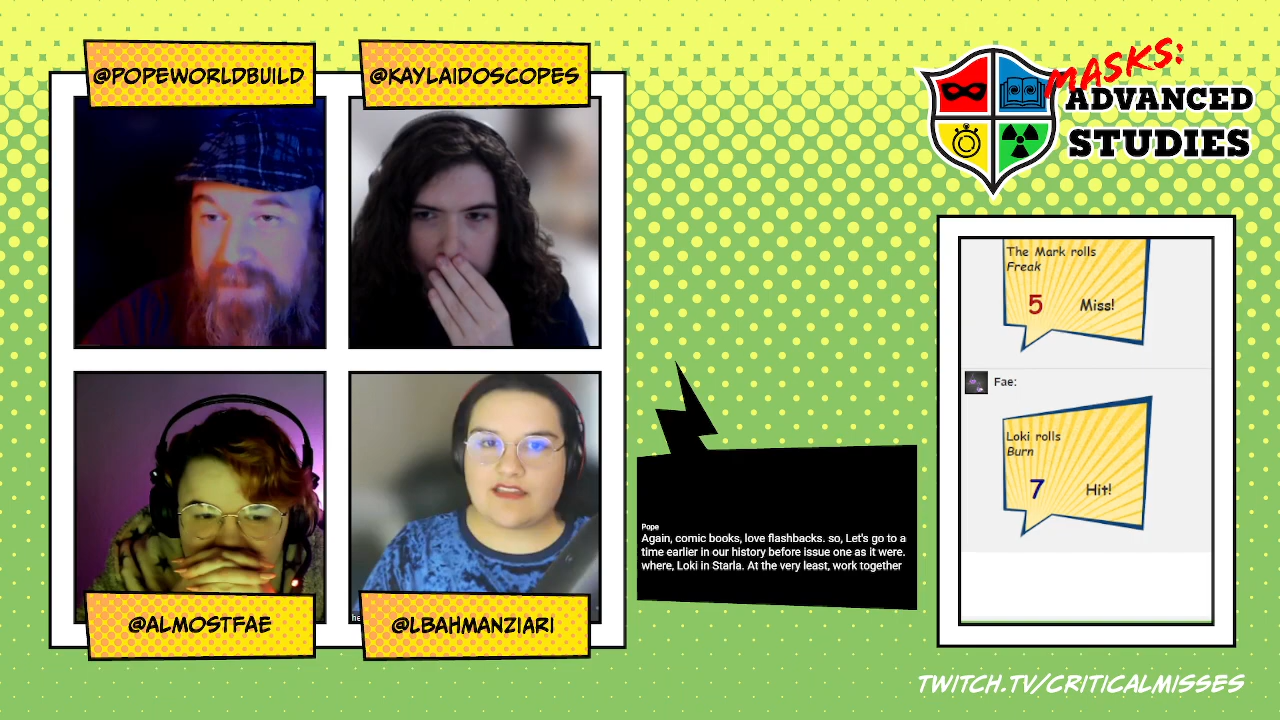 @POPEWORLDBUILD
@KAYLAIDOSCOPES
MASKS:
ADVANCED
STUDIES
The Mark rolls
Freak
5 Miss!
Fae:
Loki rolls
Burn
7 Hit!
Pope
Again, comic books, love flashbacks. so, Let's go to a
time earlier in our history before issue one as it were.
where, Loki in Starla. At the very least, work together
he
@ALMOSTFAE
@LBAHMANZIARI
TWITCH.TV/CRITICALMISSES